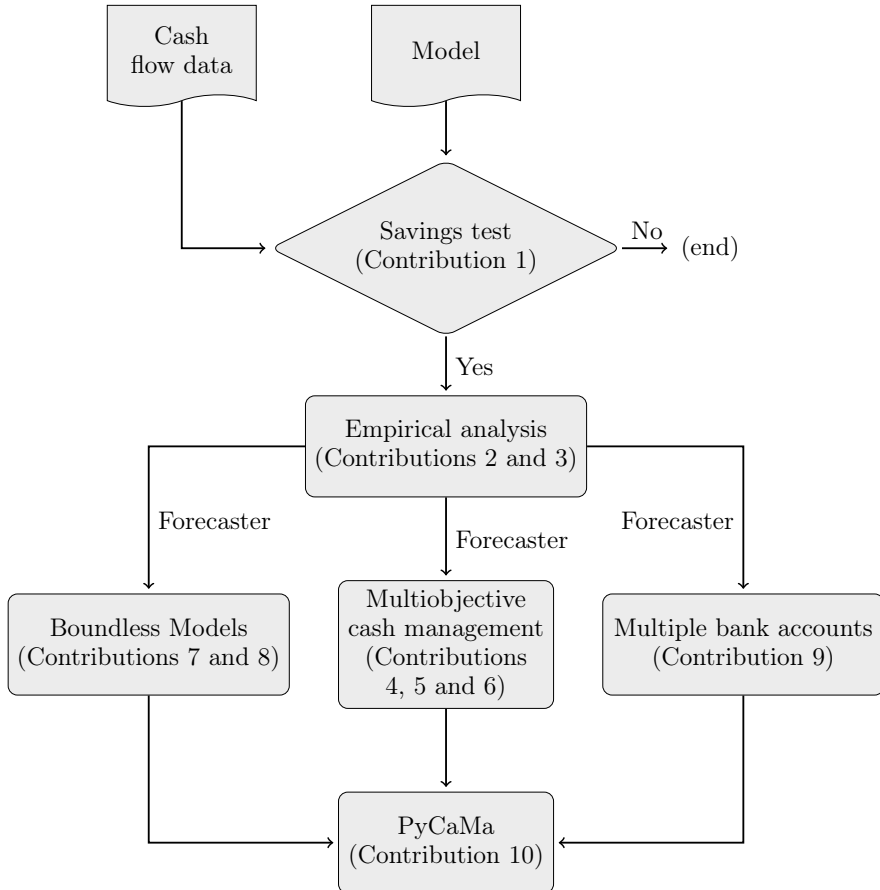 Cash
flow data
Model
Savings test
(Contribution 1)
No
(end)
Yes
Empirical analysis
(Contributions 2 and 3)
Forecaster
Forecaster
Forecaster
Boundless Models
(Contributions 7 and 8)
Multiobjective
cash management
(Contributions
4, 5 and 6)
Multiple bank accounts
(Contribution 9)
PyCaMa
(Contribution 10)